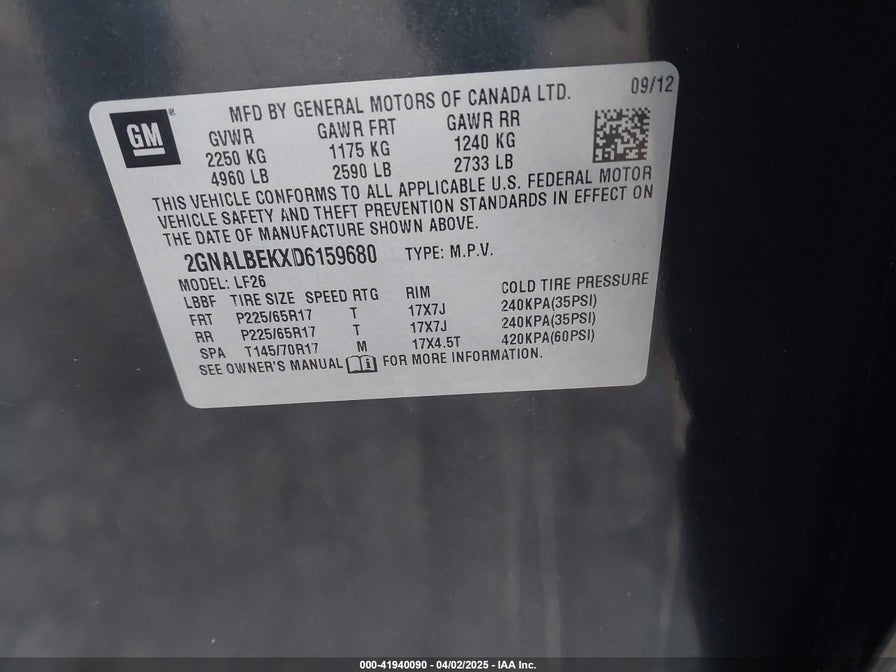 09/12
GM ®
MFD BY GENERAL MOTORS OF CANADA LTD.
GVWR GAWR FRT GAWR RR
2250 KG 1175 KG 1240 KG
4960 LB 2590 LB 2733 LB
THIS VEHICLE CONFORMS TO ALL APPLICABLE U.S. FEDERAL MOTOR
VEHICLE SAFETY AND THEFT PREVENTION STANDARDS IN EFFECT ON
THE DATE OF MANUFACTURE SHOWN ABOVE.
2GNALBEKXD6159680 TYPE: M.P.V.
MODEL: LF26
LBBF TIRE SIZE SPEED RTG RIM COLD TIRE PRESSURE
FRT P225/65R17 T 17X7J 240KPA(35PSI)
RR P225/65R17 T 17X7J 240KPA(35PSI)
SPA T145/70R17 M 17X4.5T 420KPA(60PSI)
SEE OWNER'S MANUAL FOR MORE INFORMATION.
000-41940090 - 04/02/2025 - IAA Inc.